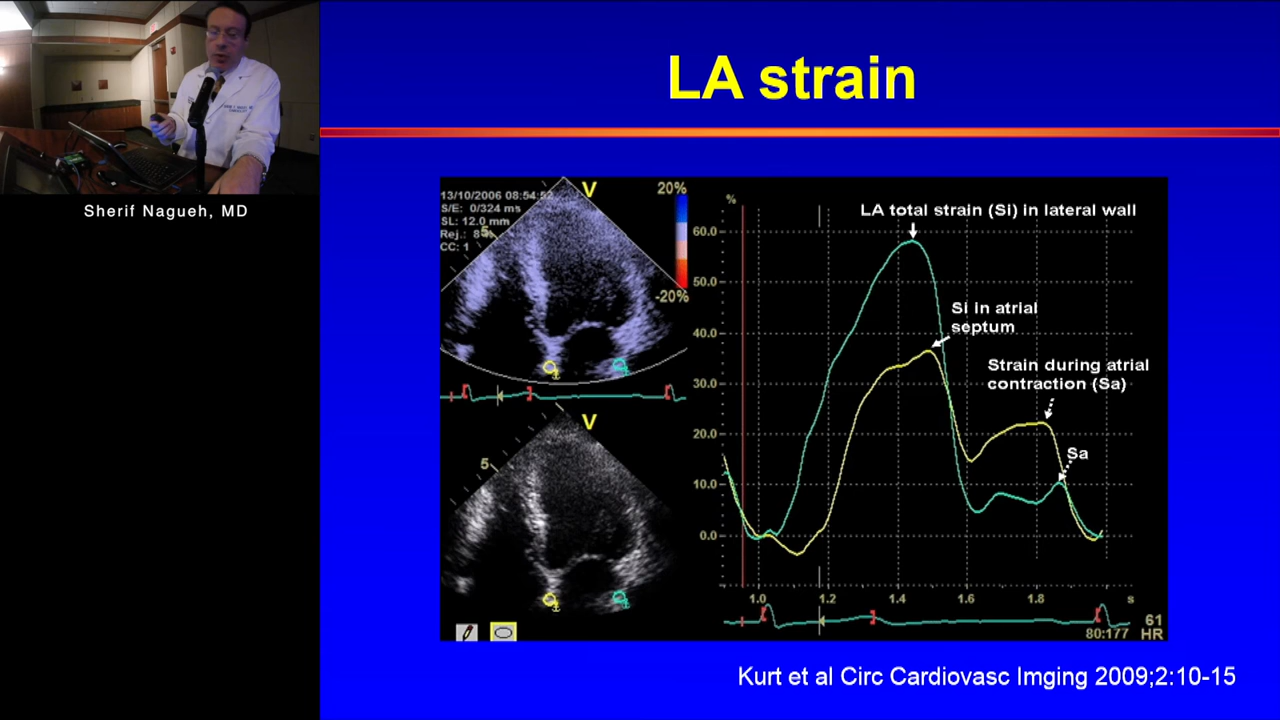 Sherif Nagueh, MD
LA strain
13/10/2006 08:54:52
S/E: 0/324 ms
SL: 12.0 mm
Rej.: 8%
CC: 1
5
V
20%
-20%
V
5
%
60.0
50.0
40.0
30.0
20.0
10.0
0.0
LA total strain (Si) in lateral wall
Si in atrial
septum
Strain during atrial
contraction (Sa)
Sa
1.0 1.2 1.4 1.6 1.8 s
61
80:177 HR
Kurt et al Circ Cardiovasc Imging 2009;2:10-15